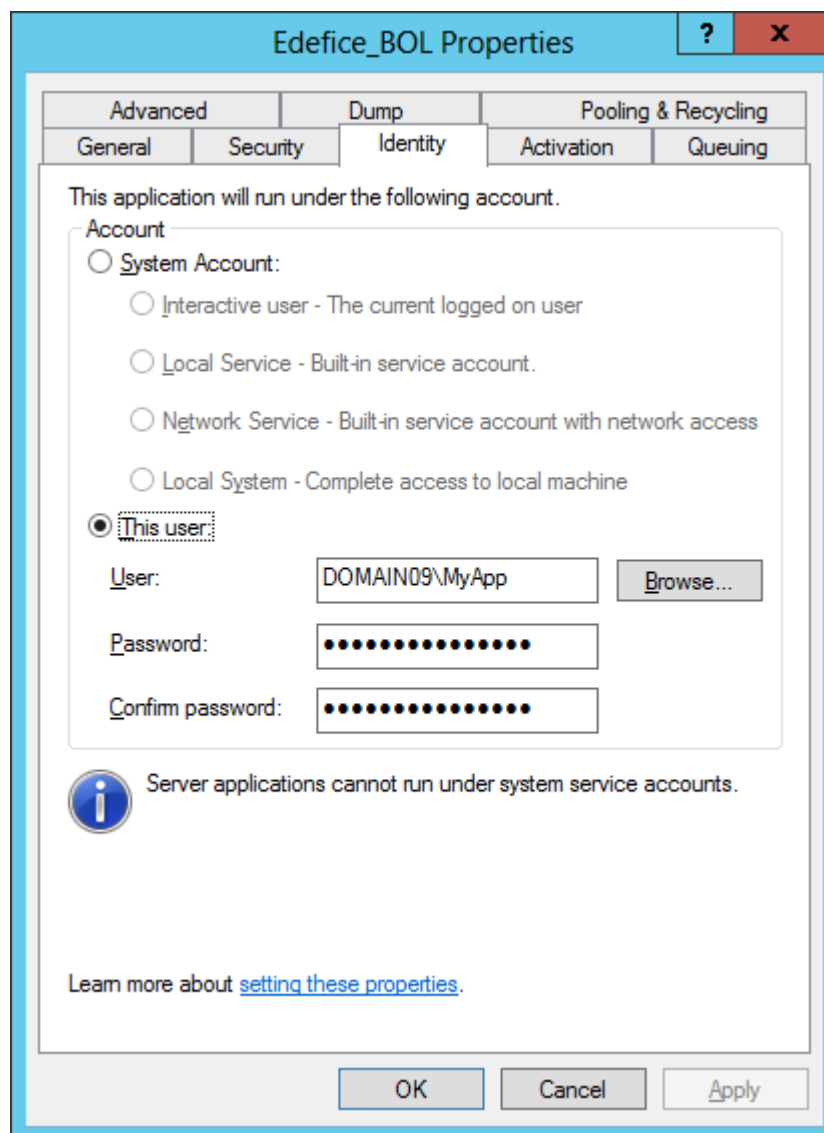 Edefice_BOL Properties
?
x
Advanced
Dump
Pooling & Recycling
General
Security
Identity
Activation
Queuing
This application will run under the following account.
Account
System Account:
Interactive user - The current logged on user
Local Service - Built-in service account.
Network Service - Built-in service account with network access
Local System - Complete access to local machine
This user:
User:
DOMAIN09\MyApp
Browse...
Password:
•••••••••••••••
Confirm password:
•••••••••••••••
i
Server applications cannot run under system service accounts.
Learn more about setting these properties.
OK
Cancel
Apply